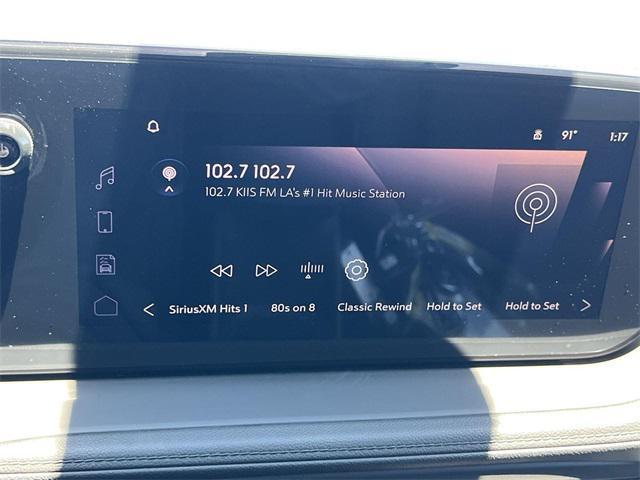 91° 1:17
102.7 102.7
102.7 KIIS FM LA's #1 Hit Music Station
SiriusXM Hits 1 80s on 8 Classic Rewind Hold to Set Hold to Set